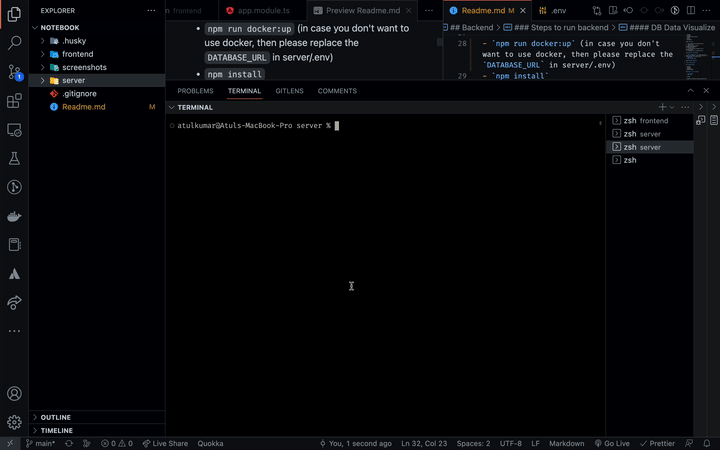 EXPLORER
NOTEBOOK
.husky
frontend
screenshots
server
.gitignore
Readme.md M
OUTLINE
TIMELINE
frontend
app.module.ts
Preview Readme.md
• npm run docker:up (in case you don't want to
use docker, then please replace the
DATABASE_URL in server/.env)
• npm install
Readme.md M
.env
## Backend > ### Steps to run backend > #### DB Data Visualize
28 - `npm run docker:up` (in case you don't
want to use docker, then please replace the
`DATABASE_URL` in server/.env)
29 - `npm install`
PROBLEMS TERMINAL GITLENS COMMENTS
TERMINAL
atulkumar@Atuls-MacBook-Pro server %
zsh frontend
zsh server
zsh server
zsh
1
main* 0 0 Live Share Quokka You, 1 second ago Ln 32, Col 23 Spaces: 2 UTF-8 LF Markdown Go Live Prettier